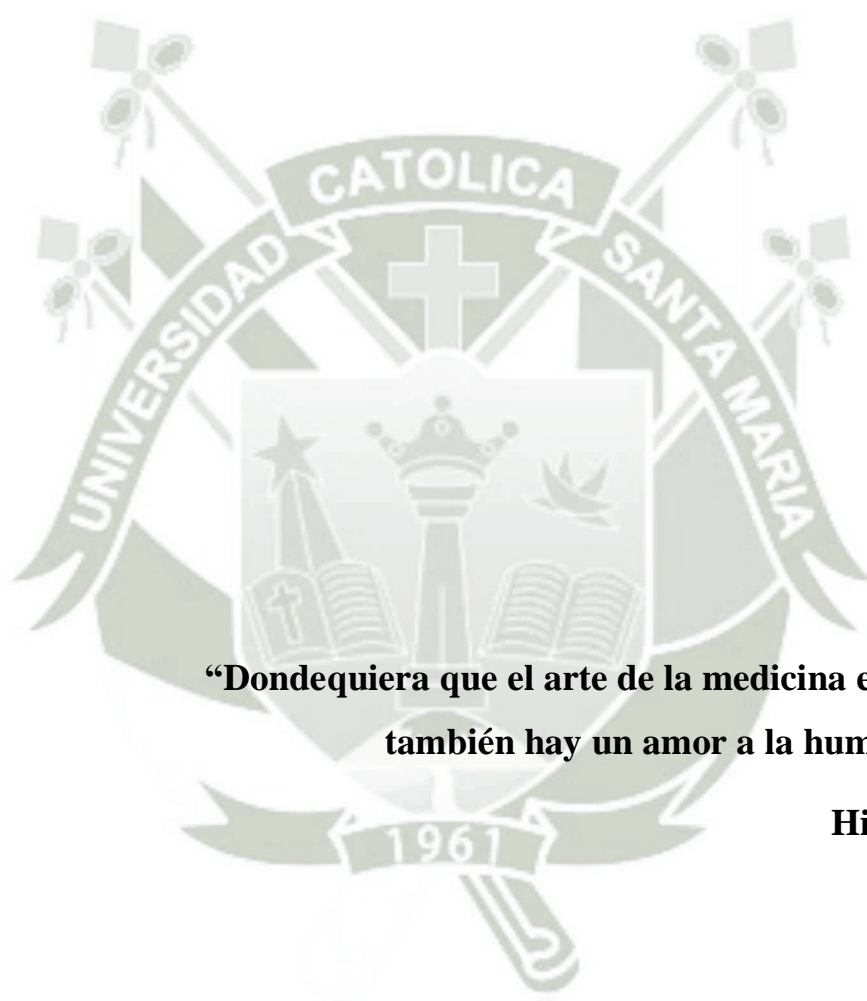 CATOLICA
UNIVERSIDAD
SANTA MARIA
“Dondequiera que el arte de la medicina e
también hay un amor a la hum
Hi
1961